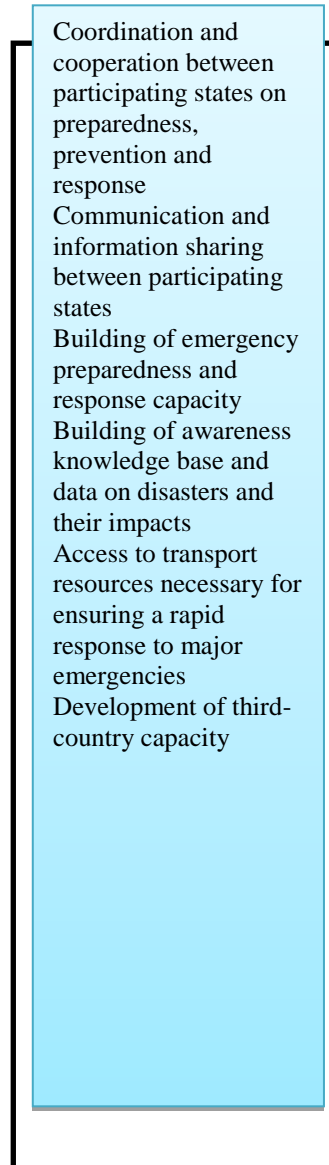 Coordination and
cooperation between
participating states on
preparedness,
prevention and
response
Communication and
information sharing
between participating
states
Building of emergency
preparedness and
response capacity
Building of awareness
knowledge base and
data on disasters and
their impacts
Access to transport
resources necessary for
ensuring a rapid
response to major
emergencies
Development of third-
country capacity